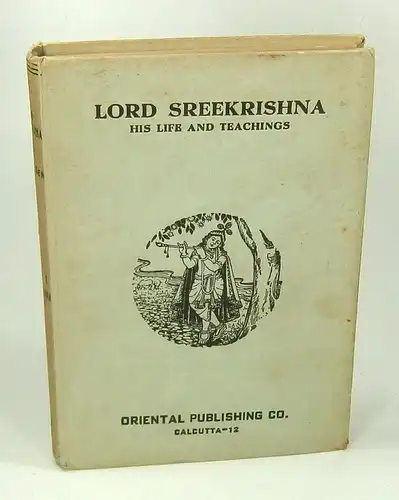 LORD SREEKRISHNA
HIS LIFE AND TEACHINGS
ORIENTAL PUBLISHING CO.
CALCUTTA-12